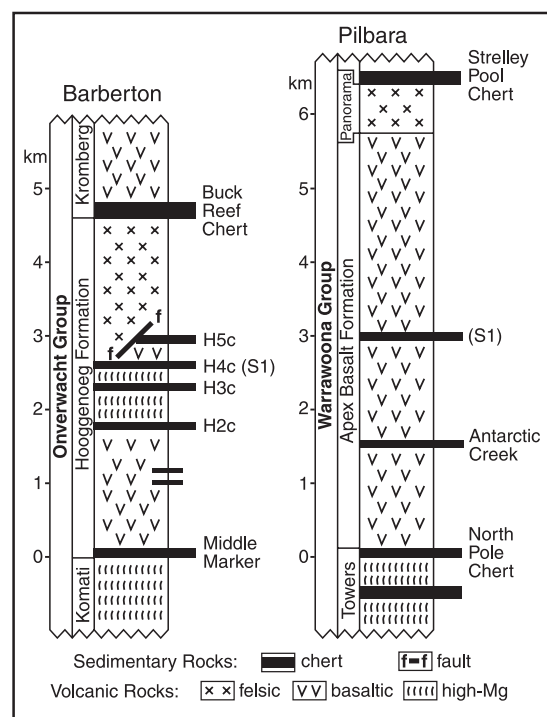 Barberton
km
5
4
3
2
1
0
Onverwacht Group
Kromberg
Hooggenoeg Formation
Komati
Buck
Reef
Chert
f
f
H5c
H4c (S1)
H3c
H2c
Middle
Marker
Pilbara
km
6
5
4
3
2
1
0
Warrawoona Group
Panorama
Apex Basalt Formation
Towers
Strelley
Pool
Chert
(S1)
Antarctic
Creek
North
Pole
Chert
Sedimentary Rocks: chert f-f fault
Volcanic Rocks: x x felsic v v basaltic high-Mg